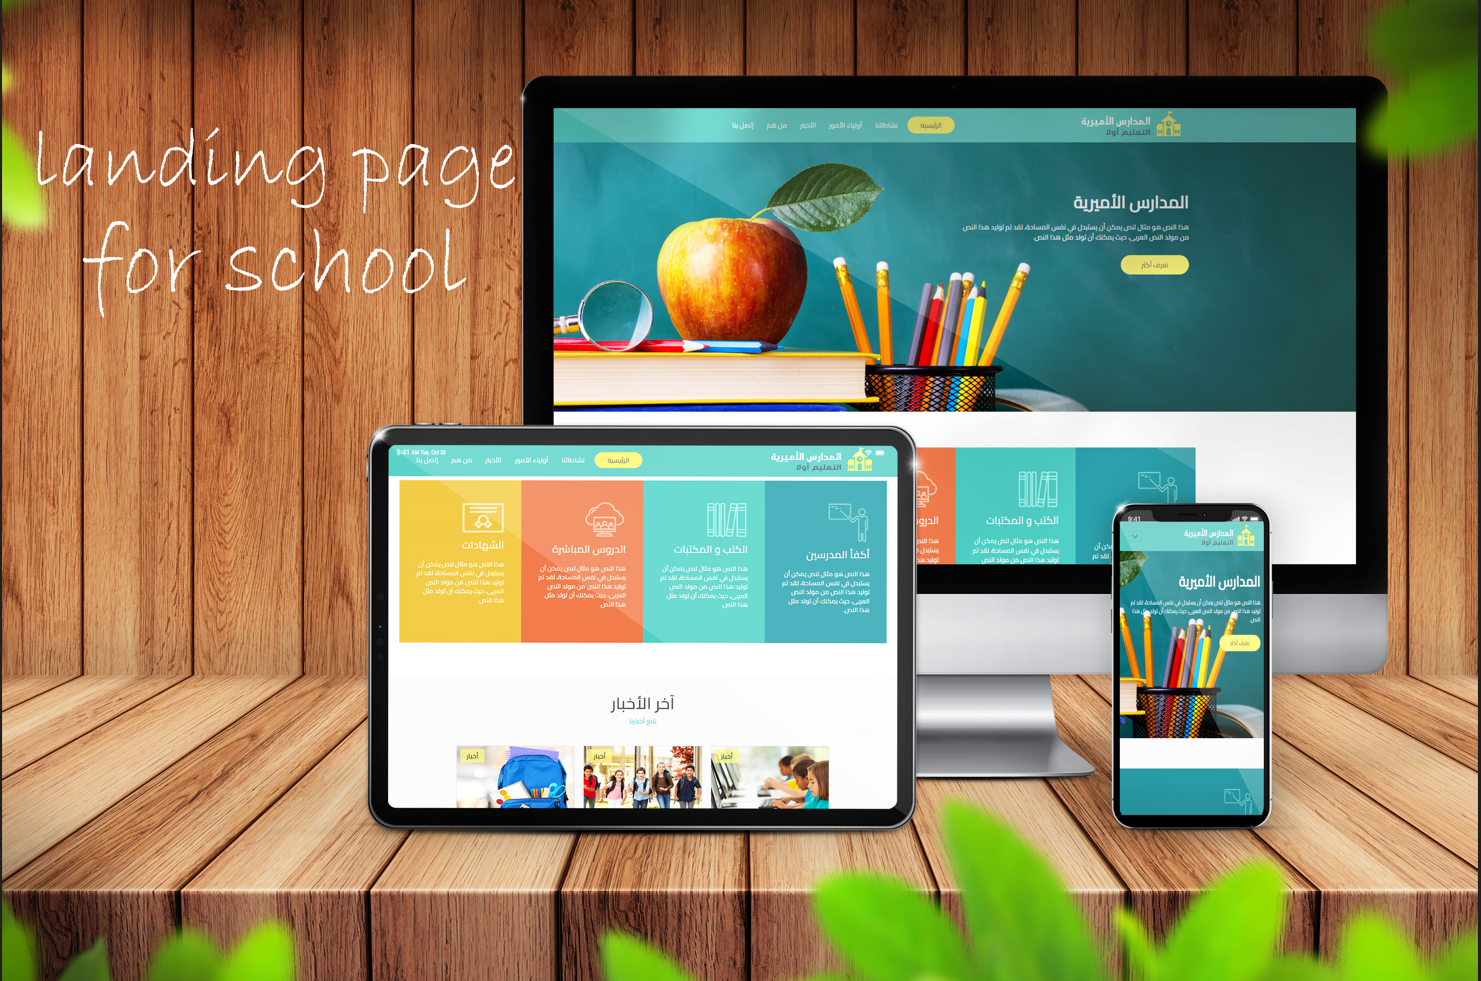 landing page
for school
المدارس الأميرية
التعليم أولا
الرئيسية
نشاطاتنا
أولياء الأمور
الأخبار
من هم
إتصل بنا
المدارس الأميرية
هذا النص هو مثال لنص يمكن أن يستبدل في نفس المساحة، لقد تم توليد هذا النص
من مولد النص العربى، حيث يمكنك أن تولد مثل هذا النص.
تعرف أكثر
الكتب و المكتبات
هذا النص هو مثال لنص يمكن أن
يستبدل في نفس المساحة، لقد تم
توليد هذا النص من مولد النص
9:41 AM Tue, Oct 30
المدارس الأميرية
التعليم أولا
الرئيسية
نشاطاتنا
أولياء الأمور
الأخبار
من هم
إتصل بنا
أكفأ المدرسين
هذا النص هو مثال لنص يمكن أن
يستبدل في نفس المساحة، لقد تم
توليد هذا النص من مولد النص
العربى، حيث يمكنك أن تولد مثل
هذا النص.
الكتب و المكتبات
هذا النص هو مثال لنص يمكن أن
يستبدل في نفس المساحة، لقد تم
توليد هذا النص من مولد النص
العربى، حيث يمكنك أن تولد مثل
هذا النص.
الدروس المباشرة
هذا النص هو مثال لنص يمكن أن
يستبدل في نفس المساحة، لقد تم
توليد هذا النص من مولد النص
العربى، حيث يمكنك أن تولد مثل
هذا النص.
الشهادات
هذا النص هو مثال لنص يمكن أن
يستبدل في نفس المساحة، لقد تم
توليد هذا النص من مولد النص
العربى، حيث يمكنك أن تولد مثل
هذا النص.
آخر الأخبار
تابع أخبارنا
أخبار
أخبار
أخبار
9:41
المدارس الأميرية
التعليم أولا
المدارس الأميرية
هذا النص هو مثال لنص يمكن أن يستبدل في نفس المساحة، لقد تم
توليد هذا النص من مولد النص العربى، حيث يمكنك أن تولد مثل هذا
النص.
تعرف أكثر